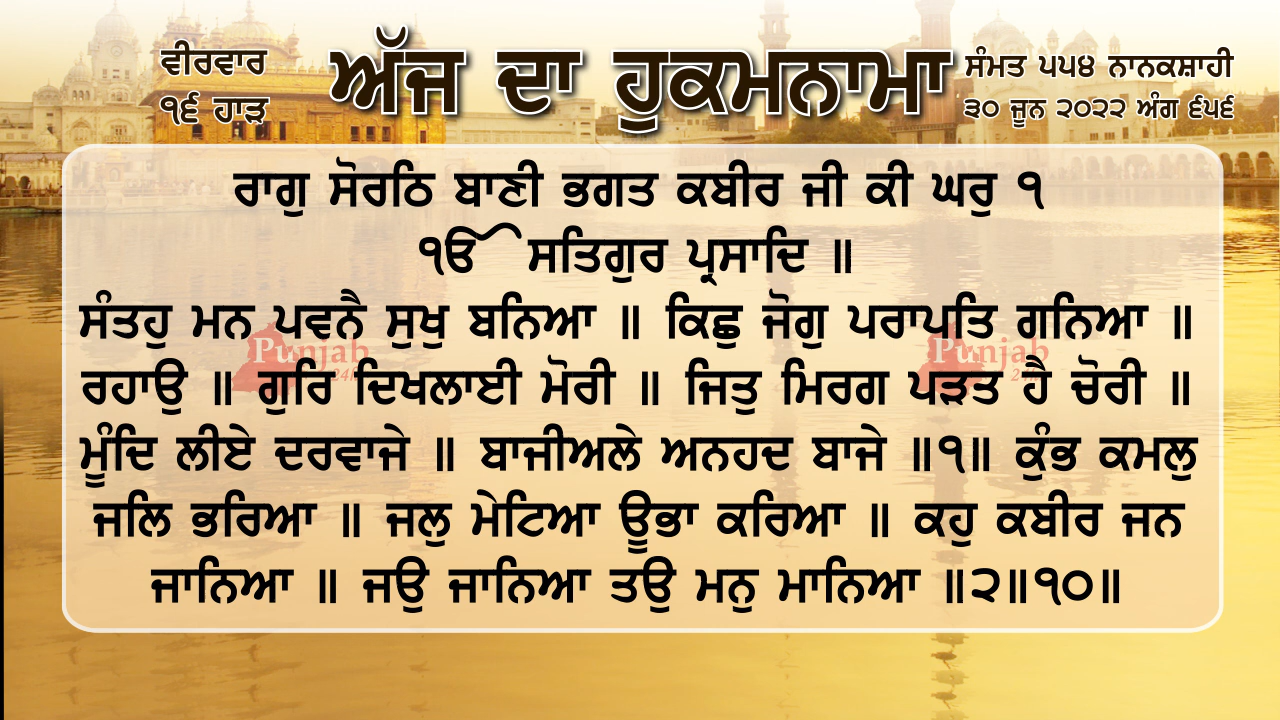 ਵੀਰਵਾਰ
੧੬ ਹਾੜ
ਅੱਜ ਦਾ ਹੁਕਮਨਾਮਾ
ਸੰਮਤ ੫੫੪ ਨਾਨਕਸ਼ਾਹੀ
੩੦ ਜੂਨ ੨੦੨੨ ਅੰਗ ੬੫੬
ਰਾਗੁ ਸੋਰਠਿ ਬਾਣੀ ਭਗਤ ਕਬੀਰ ਜੀ ਕੀ ਘਰੁ ੧
ੴ ਸਤਿਗੁਰ ਪ੍ਰਸਾਦਿ ॥
ਸੰਤਹੁ ਮਨ ਪਵਨੈ ਸੁਖੁ ਬਨਿਆ ॥ ਕਿਛੁ ਜੋਗੁ ਪਰਾਪਤਿ ਗਨਿਆ ॥
ਰਹਾਉ ॥ ਗੁਰਿ ਦਿਖਲਾਈ ਮੋਰੀ ॥ ਜਿਤੁ ਮਿਰਗ ਪੜਤ ਹੈ ਚੋਰੀ ॥
ਮੂੰਦਿ ਲੀਏ ਦਰਵਾਜੇ ॥ ਬਾਜੀਅਲੇ ਅਨਹਦ ਬਾਜੇ ॥੧॥ ਕੁੰਭ ਕਮਲੁ
ਜਲਿ ਭਰਿਆ ॥ ਜਲੁ ਮੇਟਿਆ ਊਭਾ ਕਰਿਆ ॥ ਕਹੁ ਕਬੀਰ ਜਨ
ਜਾਨਿਆ ॥ ਜਉ ਜਾਨਿਆ ਤਉ ਮਨੁ ਮਾਨਿਆ ॥੨॥੧੦॥
Punjab
Punjab